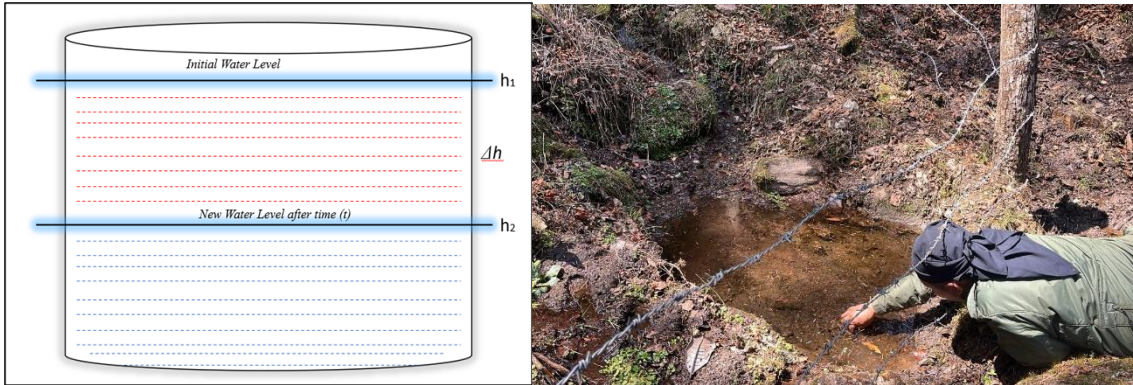 Initial Water Level
h₁
Δh
New Water Level after time (t)
h₂